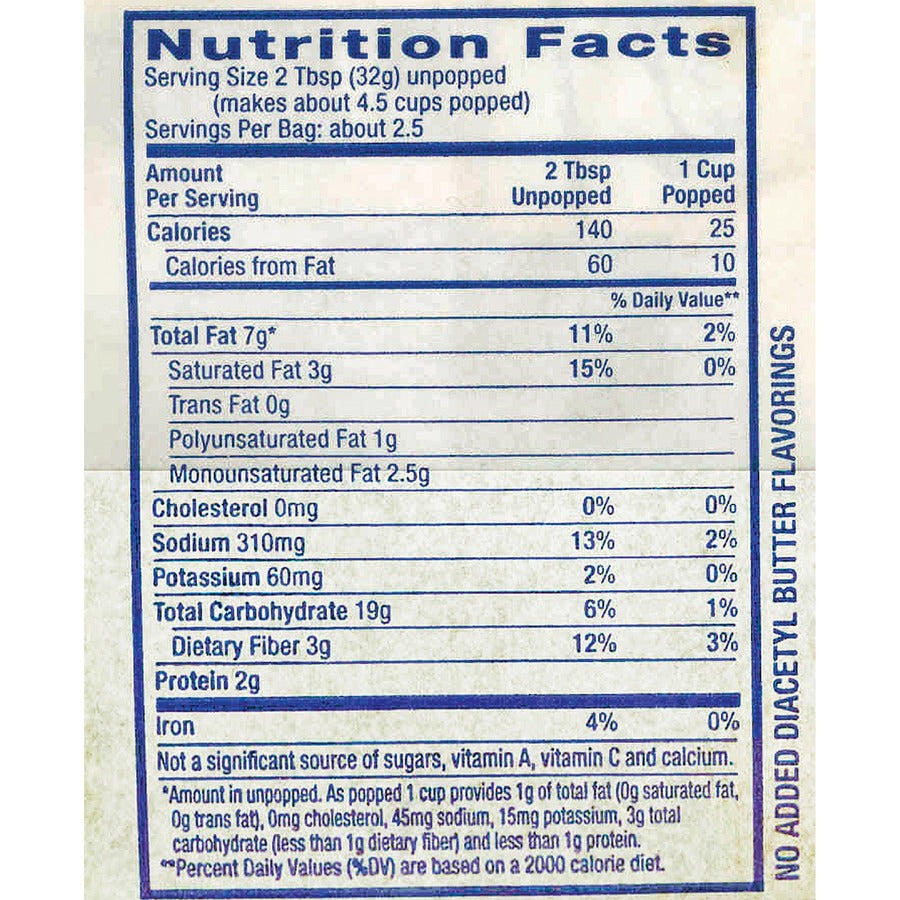 Nutrition Facts
Serving Size 2 Tbsp (32g) unpopped
(makes about 4.5 cups popped)
Servings Per Bag: about 2.5
Amount 2 Tbsp 1 Cup
Per Serving Unpopped Popped
Calories 140 25
Calories from Fat 60 10
% Daily Value**
Total Fat 7g* 11% 2%
Saturated Fat 3g 15% 0%
Trans Fat 0g
Polyunsaturated Fat 1g
Monounsaturated Fat 2.5g
Cholesterol 0mg 0% 0%
Sodium 310mg 13% 2%
Potassium 60mg 2% 0%
Total Carbohydrate 19g 6% 1%
Dietary Fiber 3g 12% 3%
Protein 2g
Iron 4% 0%
Not a significant source of sugars, vitamin A, vitamin C and calcium.
*Amount in unpopped. As popped 1 cup provides 1g of total fat (0g saturated fat,
0g trans fat), 0mg cholesterol, 45mg sodium, 15mg potassium, 3g total
carbohydrate (less than 1g dietary fiber) and less than 1g protein.
**Percent Daily Values (%DV) are based on a 2000 calorie diet.
NO ADDED DIACETYL BUTTER FLAVORINGS